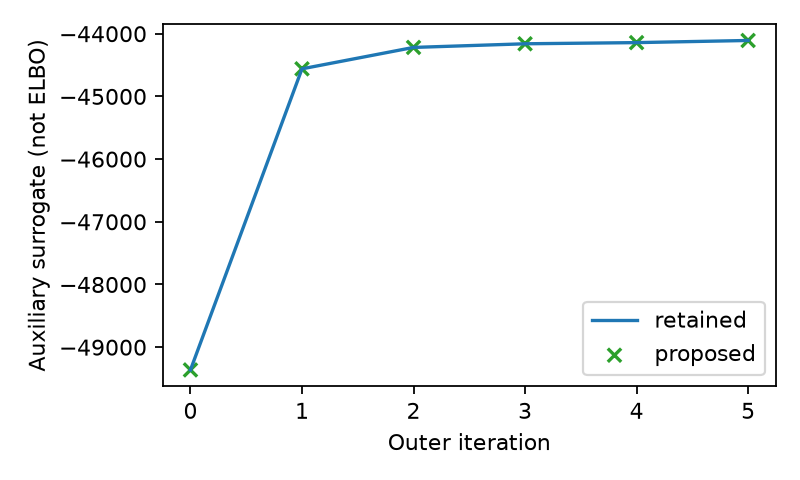 −44000
−45000
−46000
−47000
−48000
−49000
Auxiliary surrogate (not ELBO)
retained
proposed
0 1 2 3 4 5
Outer iteration